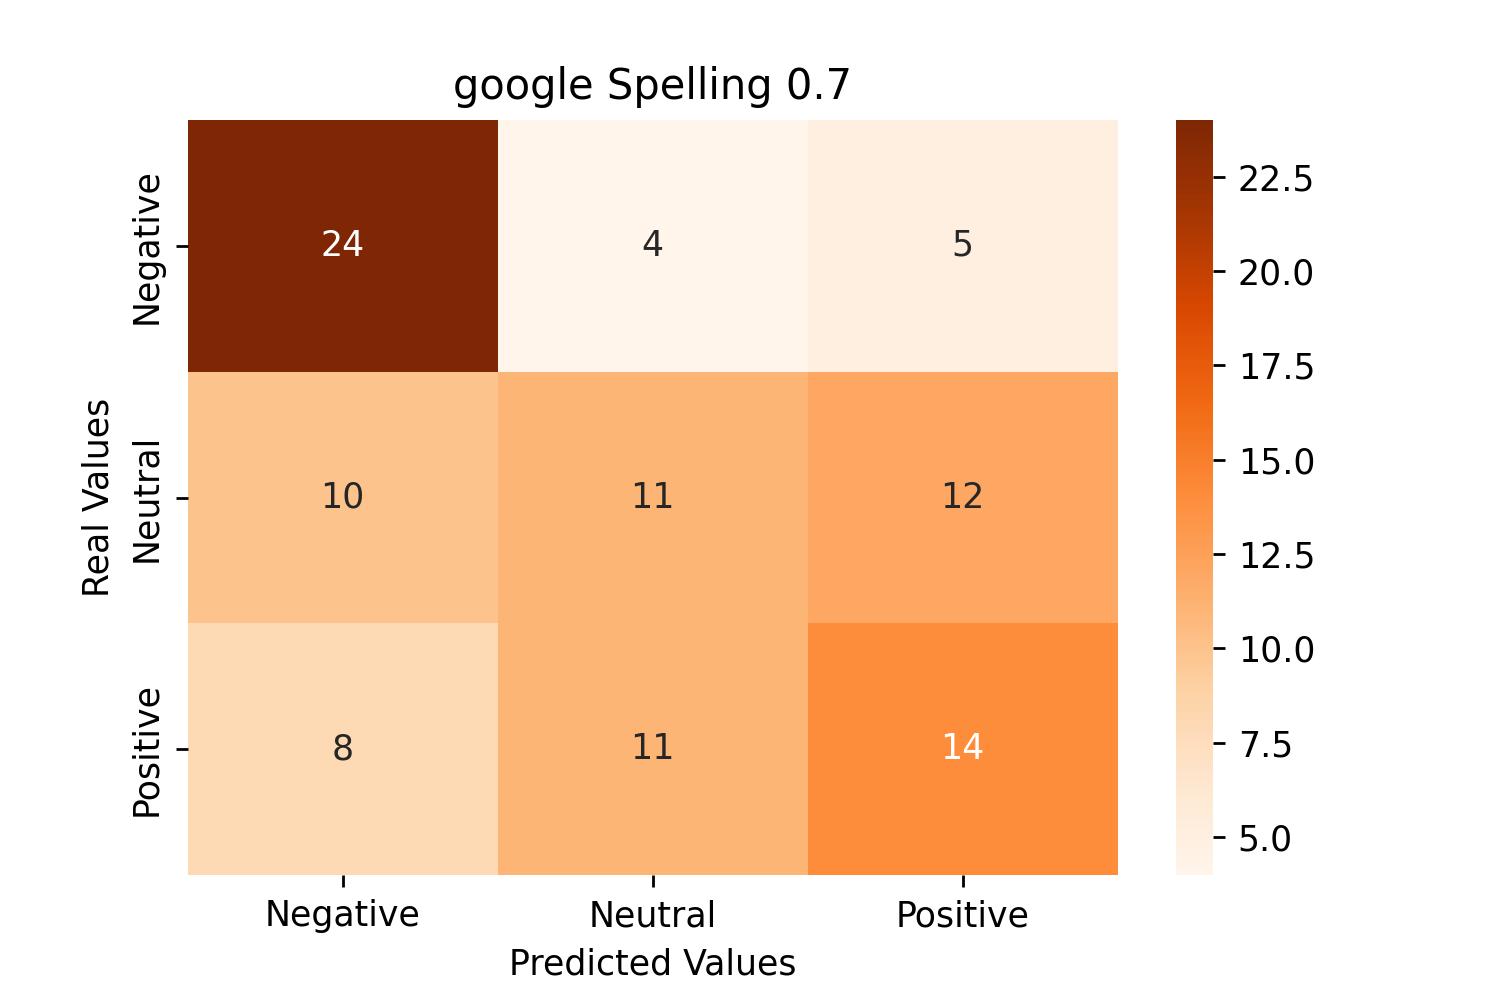 google Spelling 0.7
Negative
24
4
5
22.5
20.0
17.5
Real Values
Neutral
10
11
12
15.0
12.5
10.0
Positive
8
11
14
7.5
5.0
Negative
Neutral
Positive
Predicted Values